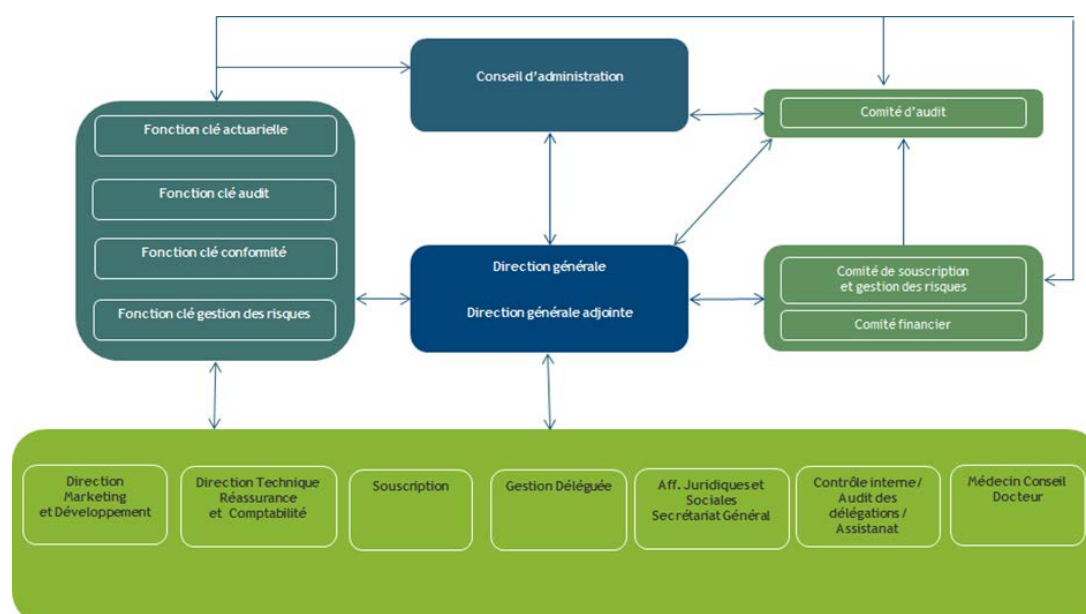 Conseil d'administration
Comité d'audit
Fonction clé actuarielle
Fonction clé audit
Fonction clé conformité
Fonction clé gestion des risques
Direction générale
Direction générale adjointe
Comité de souscription
et gestion des risques
Comité financier
Direction
Marketing
et Développement
Direction Technique
Réassurance
et Comptabilité
Souscription
Gestion Déléguée
Aff. Juridiques et
Sociales
Secrétariat Général
Contrôle interne /
Audit des
délégations /
Assistanat
Médecin Conseil
Docteur